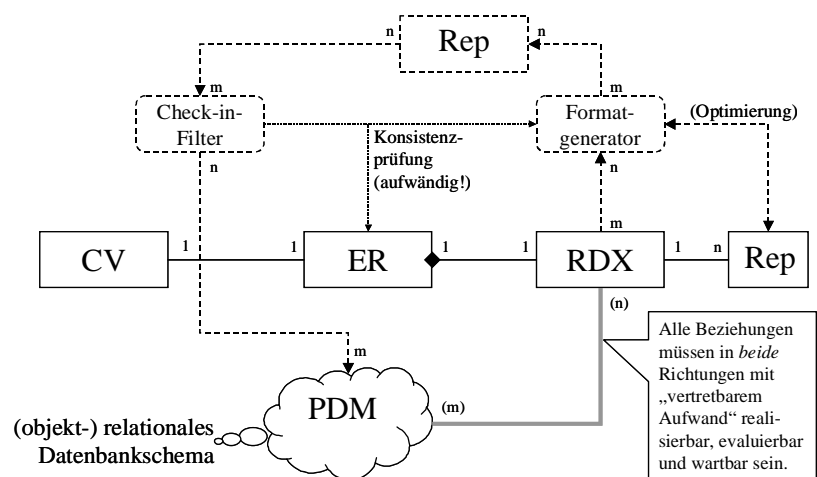 n
Rep
n
m
m
Check-in-
Filter
Format-
generator
(Optimierung)
Konsistenz-
prüfung
(aufwändig!)
n
n
m
CV
1
1
ER
1
1
RDX
1
n
Rep
(n)
m
PDM
(m)
(objekt-) relationales
Datenbankschema
Alle Beziehungen
müssen in beide
Richtungen mit
„vertretbarem
Aufwand“ reali-
sierbar, evaluierbar
und wartbar sein.